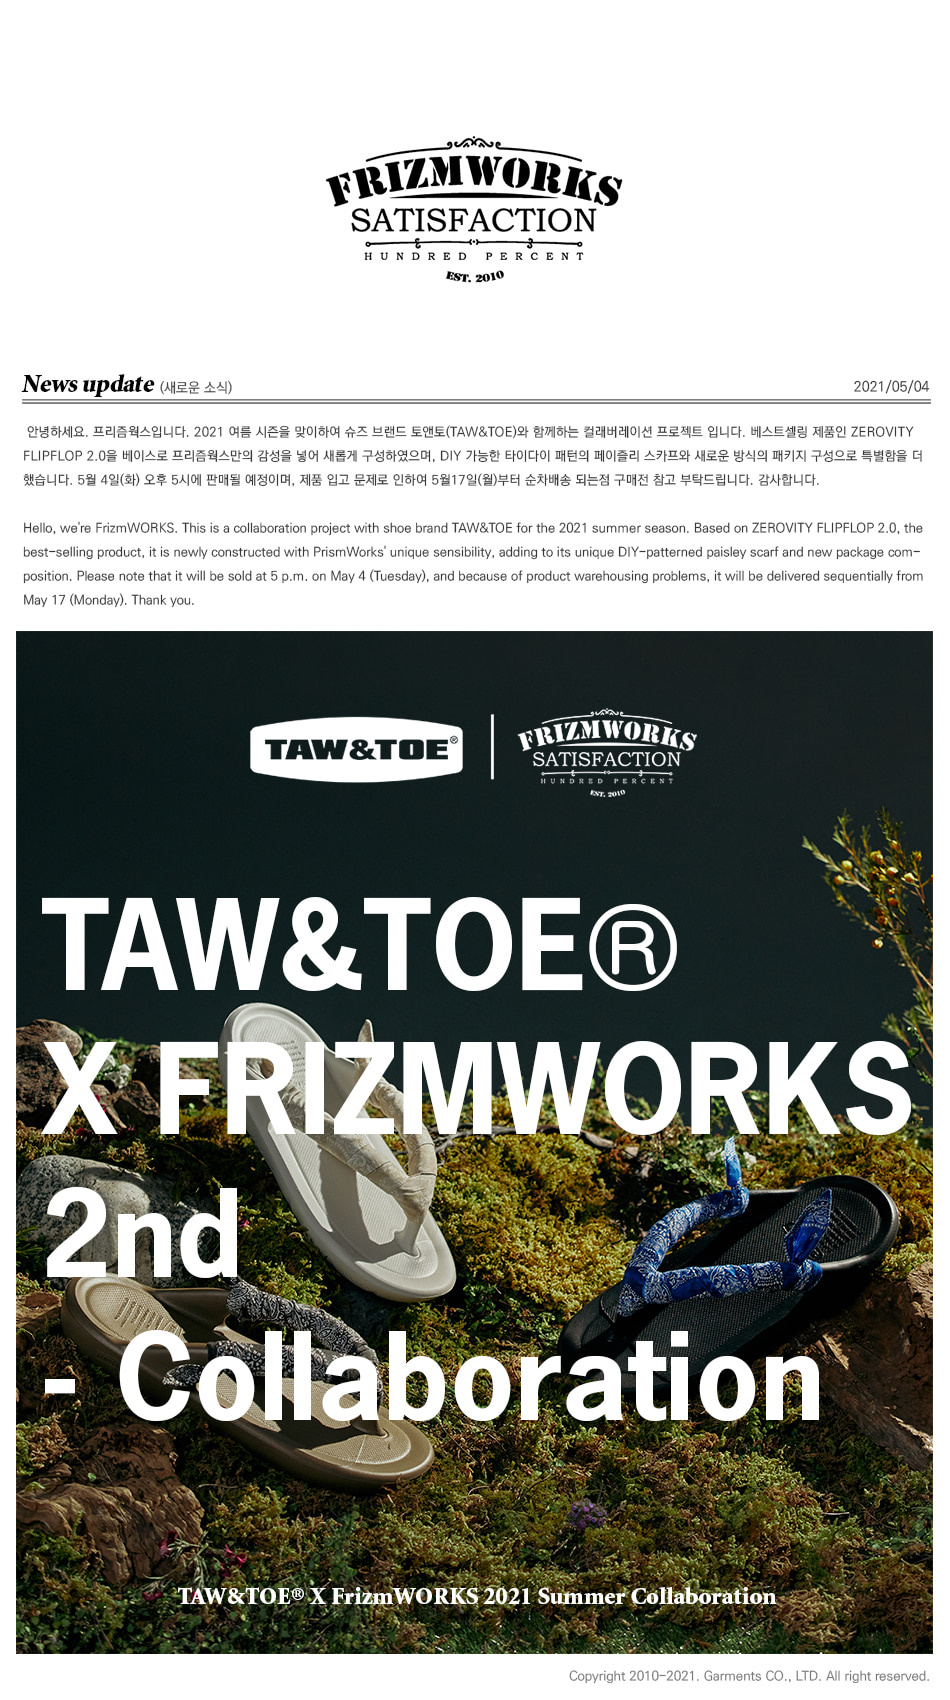 FRIZMWORKS
SATISFACTION
HUNDRED PERCENT
EST. 2010
News update (새로운 소식)
2021/05/04
안녕하세요. 프리즘웍스입니다. 2021 여름 시즌을 맞이하여 슈즈 브랜드 토앤토(TAW&TOE)와 함께하는 컬래버레이션 프로젝트 입니다. 베스트셀링 제품인 ZEROVITY
FLIPFLOP 2.0을 베이스로 프리즘웍스만의 감성을 넣어 새롭게 구성하였으며, DIY 가능한 타이다이 패턴의 페이즐리 스카프와 새로운 방식의 패키지 구성으로 특별함을 더
했습니다. 5월 4일(화) 오후 5시에 판매될 예정이며, 제품 입고 문제로 인하여 5월17일(월)부터 순차배송 되는점 구매전 참고 부탁드립니다. 감사합니다.
Hello, we're FrizmWORKS. This is a collaboration project with shoe brand TAW&TOE for the 2021 summer season. Based on ZEROVITY FLIPFLOP 2.0, the
best-selling product, it is newly constructed with PrismWorks' unique sensibility, adding to its unique DIY-patterned paisley scarf and new package com-
position. Please note that it will be sold at 5 p.m. on May 4 (Tuesday), and because of product warehousing problems, it will be delivered sequentially from
May 17 (Monday). Thank you.
TAW&TOE®
FRIZMWORKS
SATISFACTION
HUNDRED PERCENT
EST. 2010
TAW&TOE®
X FRIZMWORKS
2nd
- Collaboration
TAW&TOE® X FrizmWORKS 2021 Summer Collaboration
Copyright 2010-2021. Garments CO., LTD. All right reserved.